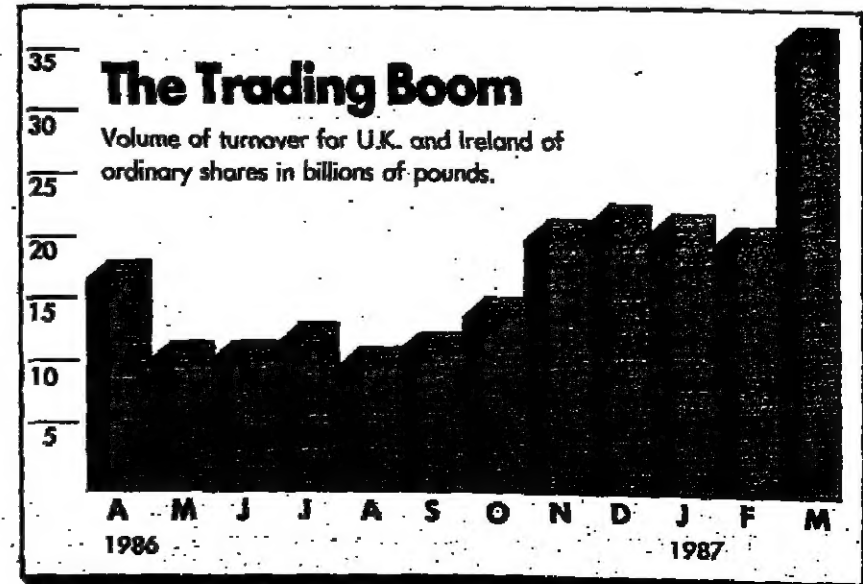 The Trading Boom
Volume of turnover for U.K. and Ireland of
ordinary shares in billions of pounds.
35
30
25
20
15
10
5
A M J J A S O N D J F M
1986 1987